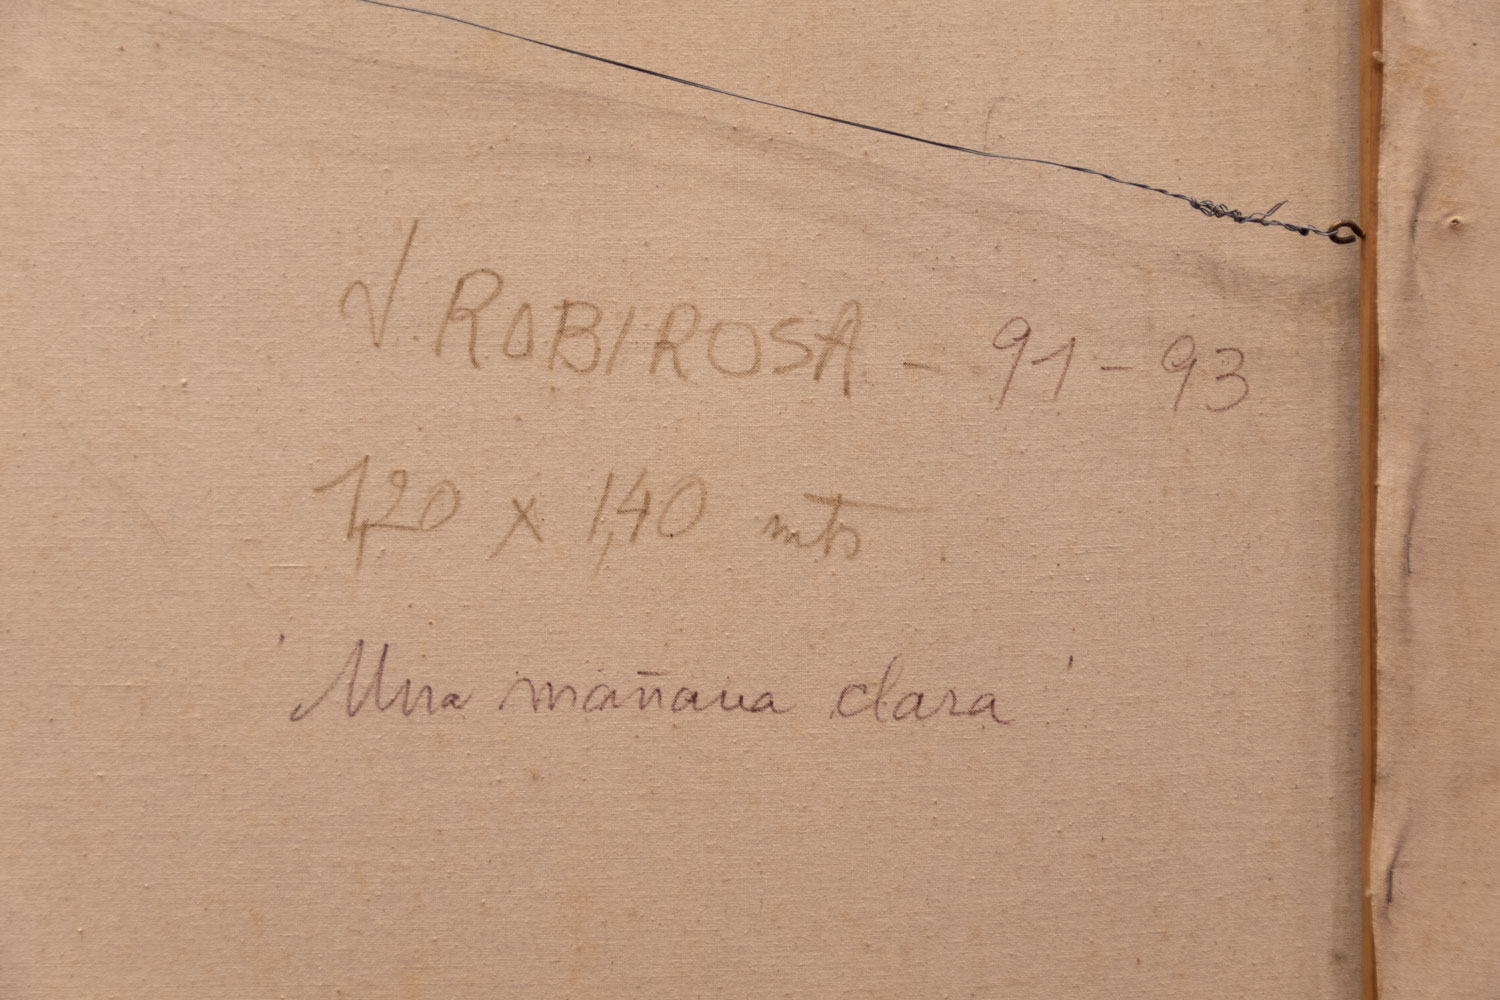 J. ROBIROSA - 91-93
1,20 x 1,40 mts
'Una mañana clara'